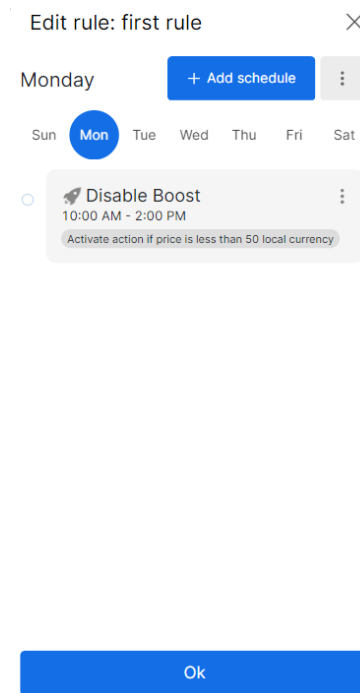 Edit rule: first rule
Monday
+ Add schedule
Sun Mon Tue Wed Thu Fri Sat
Disable Boost
10:00 AM - 2:00 PM
Activate action if price is less than 50 local currency
Ok